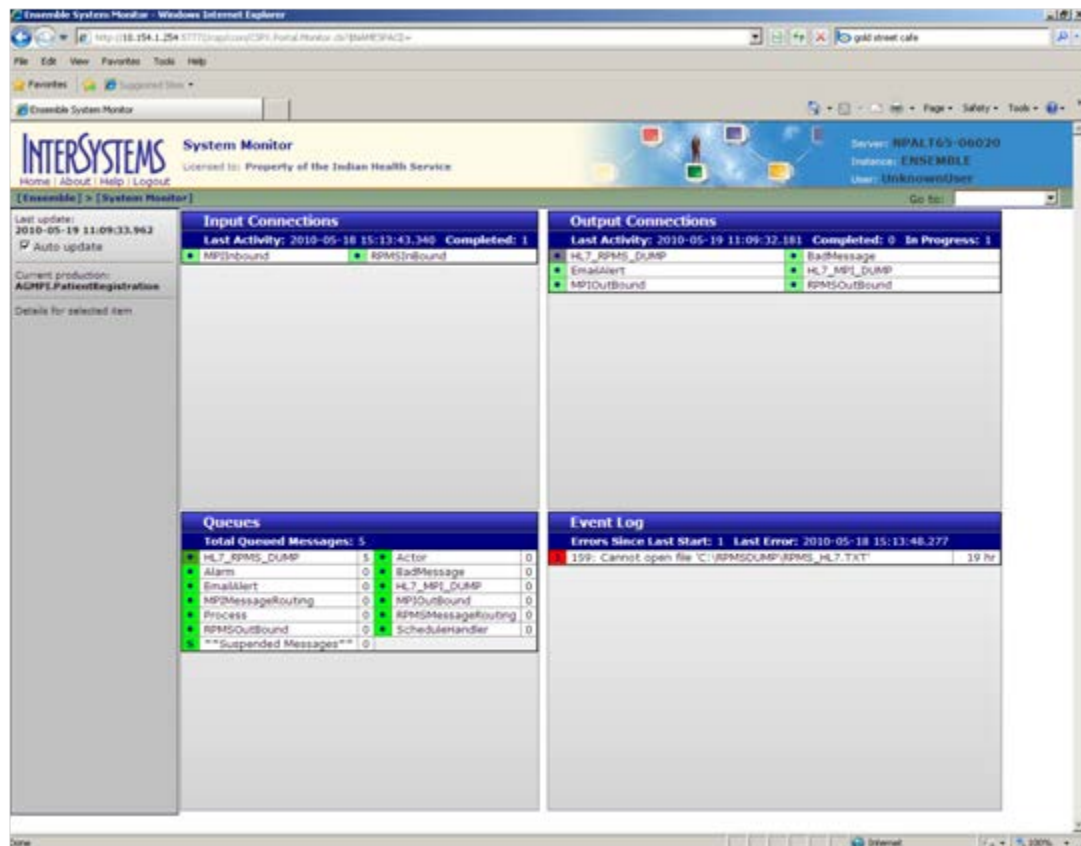 Ensemble System Monitor - Windows Internet Explorer
gold street cafe
File Edit View Favorites Tools Help
Favorites Suggested Sites
Ensemble System Monitor
Page Safety Tools
INTERSYSTEMS
Home | About | Help | Logout
System Monitor
Licensed to: Property of the Indian Health Service
Server: NPALT65-06020
Instance: ENSEMBLE
User: UnknownUser
[Ensemble] > [System Monitor]
Go to:
Last update:
2010-05-19 11:09:33.962
Auto update
Current production:
AGMPI.PatientRegistration
Details for selected item
Input Connections
Last Activity: 2010-05-18 15:13:43.340 Completed: 1
MPIInbound RPMSInBound
Output Connections
Last Activity: 2010-05-19 11:09:32.181 Completed: 0 In Progress: 1
HL7_RPMS_DUMP BadMessage
EmailAlert HL7_MPI_DUMP
MPIOutBound RPMSOutBound
Queues
Total Queued Messages: 5
HL7_RPMS_DUMP 5 Actor 0
Alarm 0 BadMessage 0
EmailAlert 0 HL7_MPI_DUMP 0
MPIMessageRouting 0 MPIOutBound 0
Process 0 RPMSMessageRouting 0
RPMSOutBound 0 ScheduleHandler 0
S **Suspended Messages** 0
Event Log
Errors Since Last Start: 1 Last Error: 2010-05-18 15:13:48.277
159: Cannot open file 'C:\RPMSDUMP\RPMS_HL7.TXT' 19 hr
Done
Internet
100%